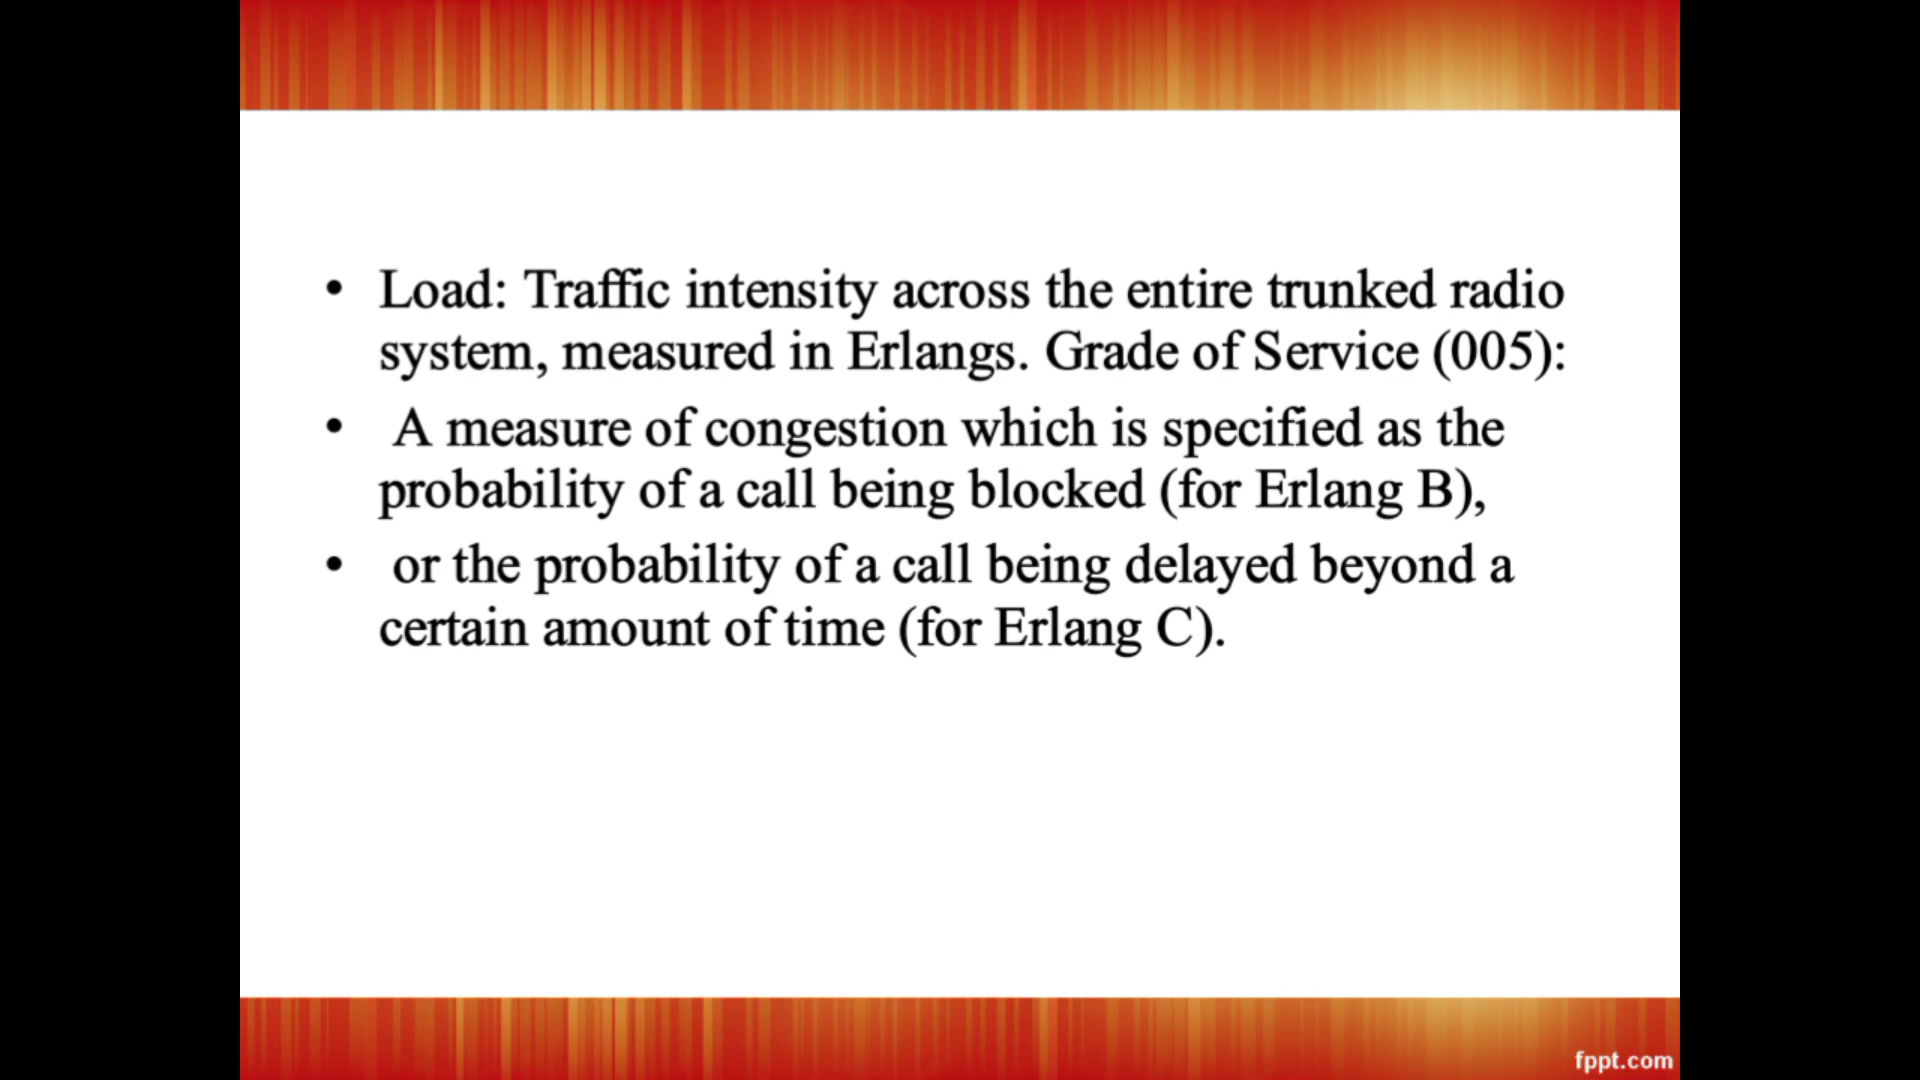 • Load: Traffic intensity across the entire trunked radio
system, measured in Erlangs. Grade of Service (005):
• A measure of congestion which is specified as the
probability of a call being blocked (for Erlang B),
• or the probability of a call being delayed beyond a
certain amount of time (for Erlang C).
fppt.com